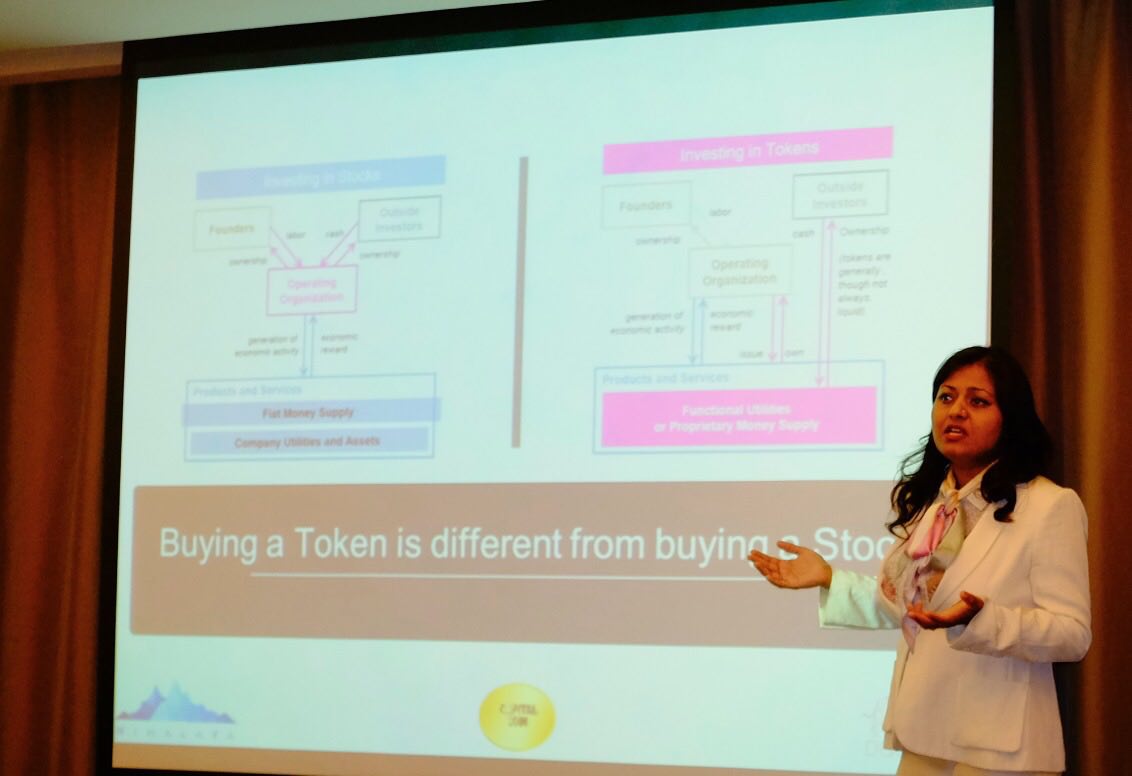 Investing in Stocks
Founders
Outside
Investors
labor
cash
ownership
ownership
Operating
Organization
generation of
economic activity
economic
reward
Products and Services
Fiat Money Supply
Company Utilities and Assets
Investing in Tokens
Founders
Outside
Investors
labor
ownership
cash
Ownership
(tokens are
generally,
though not
always,
liquid)
Operating
Organization
generation of
economic activity
economic
reward
issue
own
Products and Services
Functional Utilities
or Proprietary Money Supply
Buying a Token is different from buying a Stoc
HIMALAYA